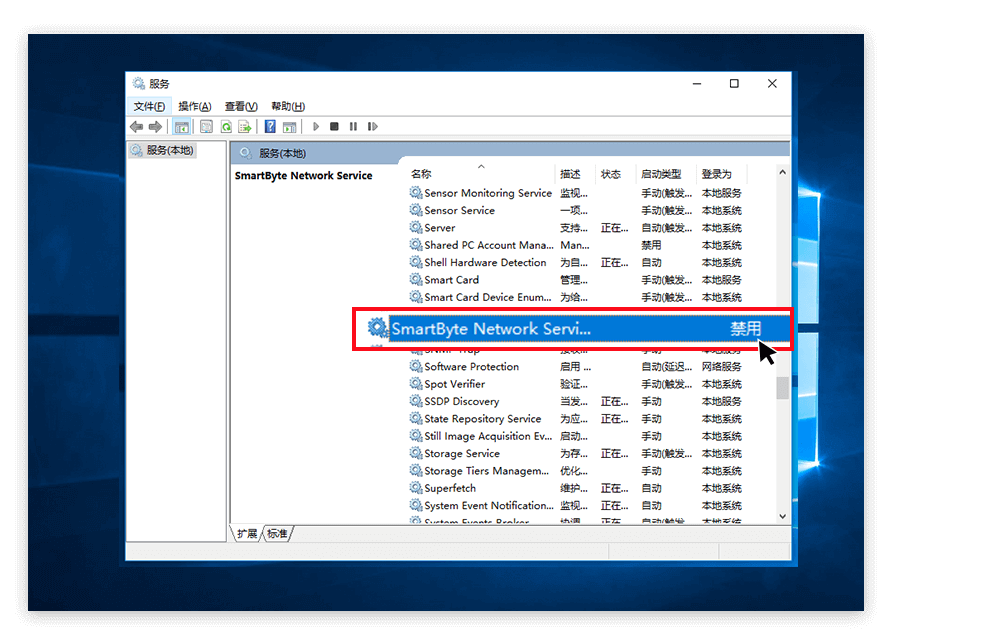 服务
文件(F) 操作(A) 查看(V) 帮助(H)
服务(本地)
服务(本地)
SmartByte Network Service
名称 描述 状态 启动类型 登录为
Sensor Monitoring Service 监视... 手动(触发... 本地服务
Sensor Service 一项... 手动(触发... 本地系统
Server 支持... 正在... 自动(触发... 本地系统
Shared PC Account Mana... Man... 禁用 本地系统
Shell Hardware Detection 为自... 正在... 自动 本地系统
Smart Card 管理... 手动(触发... 本地服务
Smart Card Device Enum... 为给... 手动(触发... 本地系统
SmartByte Network Servi... 禁用
SNMP Trap 接收... 手动 本地服务
Software Protection 启用 ... 自动(延迟... 网络服务
Spot Verifier 验证... 手动(触发... 本地系统
SSDP Discovery 当发... 正在... 手动 本地服务
State Repository Service 为应... 正在... 手动 本地系统
Still Image Acquisition Ev... 启动... 手动 本地系统
Storage Service 为存... 正在... 手动(触发... 本地系统
Storage Tiers Managem... 优化... 手动 本地系统
Superfetch 维护... 正在... 自动 本地系统
System Event Notification... 监视... 正在... 自动 本地系统
System Events Broker 协调... 正在... 自动(触发... 本地系统
扩展 标准